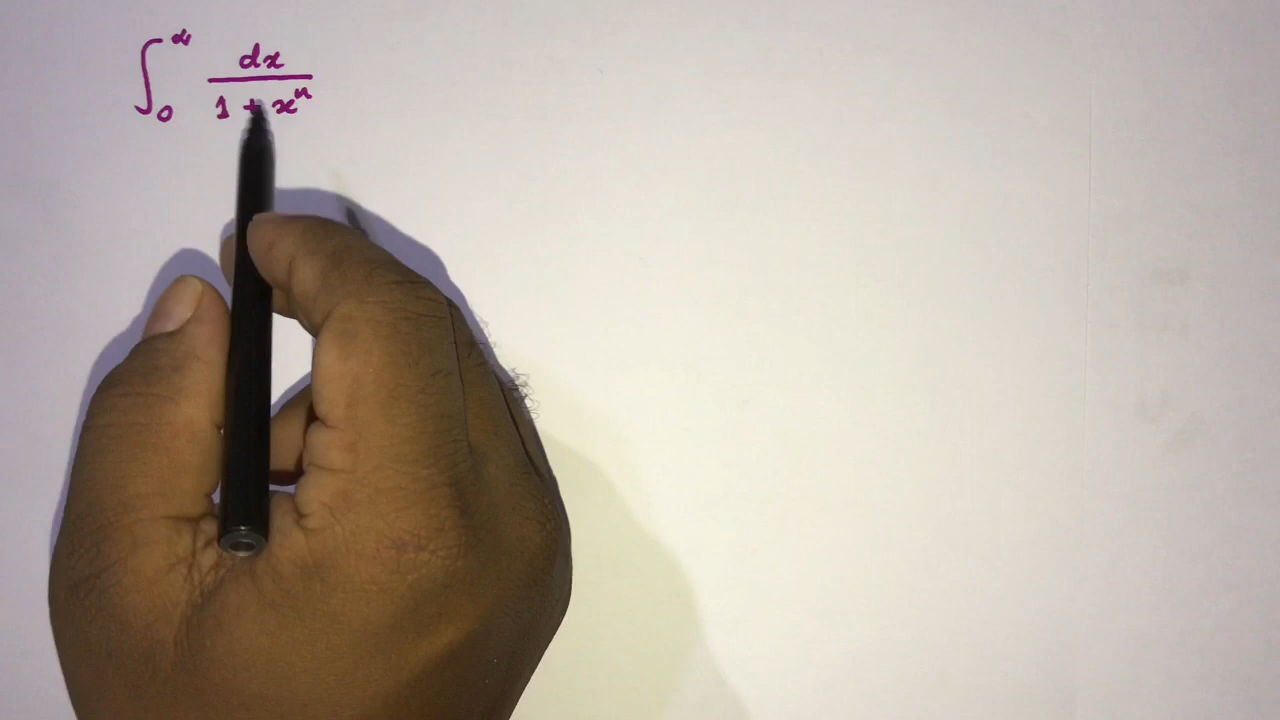 ∫₀^∞ dx / (1 + xⁿ)